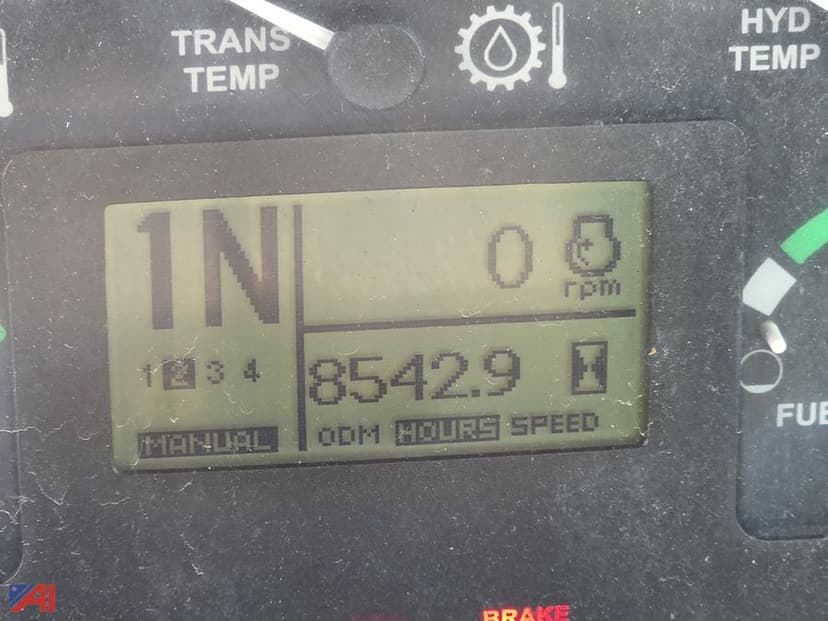 TRANS
TEMP
HYD
TEMP
1N
0
rpm
1 2 3 4
8542.9
MANUAL
ODM HOURS SPEED
FUE
BRAKE
AI